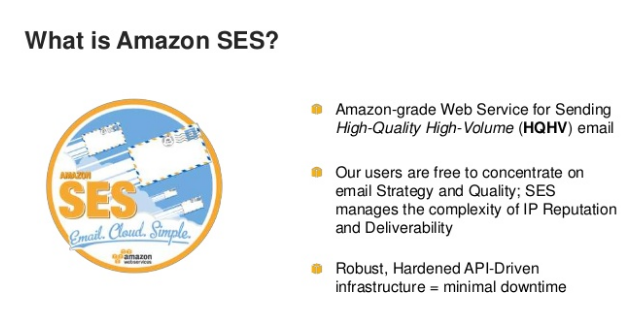 What is Amazon SES?
AMAZON
SES
Email. Cloud. Simple.
amazon
webservices
Amazon-grade Web Service for Sending
High-Quality High-Volume (HQHV) email
Our users are free to concentrate on
email Strategy and Quality; SES
manages the complexity of IP Reputation
and Deliverability
Robust, Hardened API-Driven
infrastructure = minimal downtime